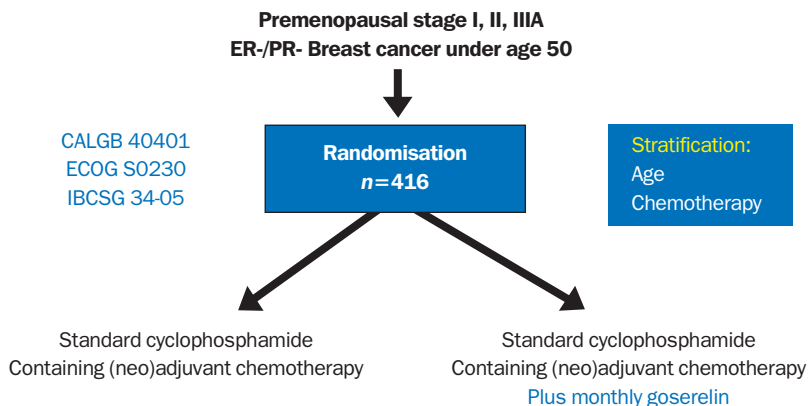 Premenopausal stage I, II, IIIA
ER-/PR- Breast cancer under age 50
CALGB 40401
ECOG S0230
IBCSG 34-05
Randomisation
n=416
Stratification:
Age
Chemotherapy
Standard cyclophosphamide
Containing (neo)adjuvant chemotherapy
Standard cyclophosphamide
Containing (neo)adjuvant chemotherapy
Plus monthly goserelin